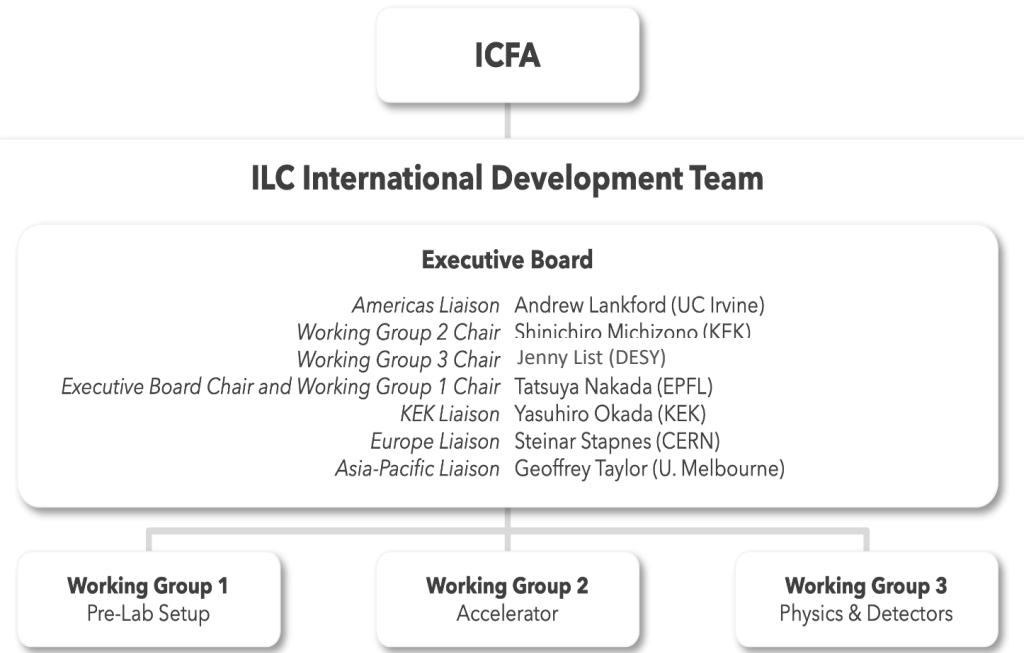 ICFA
ILC International Development Team
Executive Board
Americas Liaison Andrew Lankford (UC Irvine)
Working Group 2 Chair Shinichiro Michizono (KEK)
Working Group 3 Chair Jenny List (DESY)
Executive Board Chair and Working Group 1 Chair Tatsuya Nakada (EPFL)
KEK Liaison Yasuhiro Okada (KEK)
Europe Liaison Steinar Stapnes (CERN)
Asia-Pacific Liaison Geoffrey Taylor (U. Melbourne)
Working Group 1
Pre-Lab Setup
Working Group 2
Accelerator
Working Group 3
Physics & Detectors